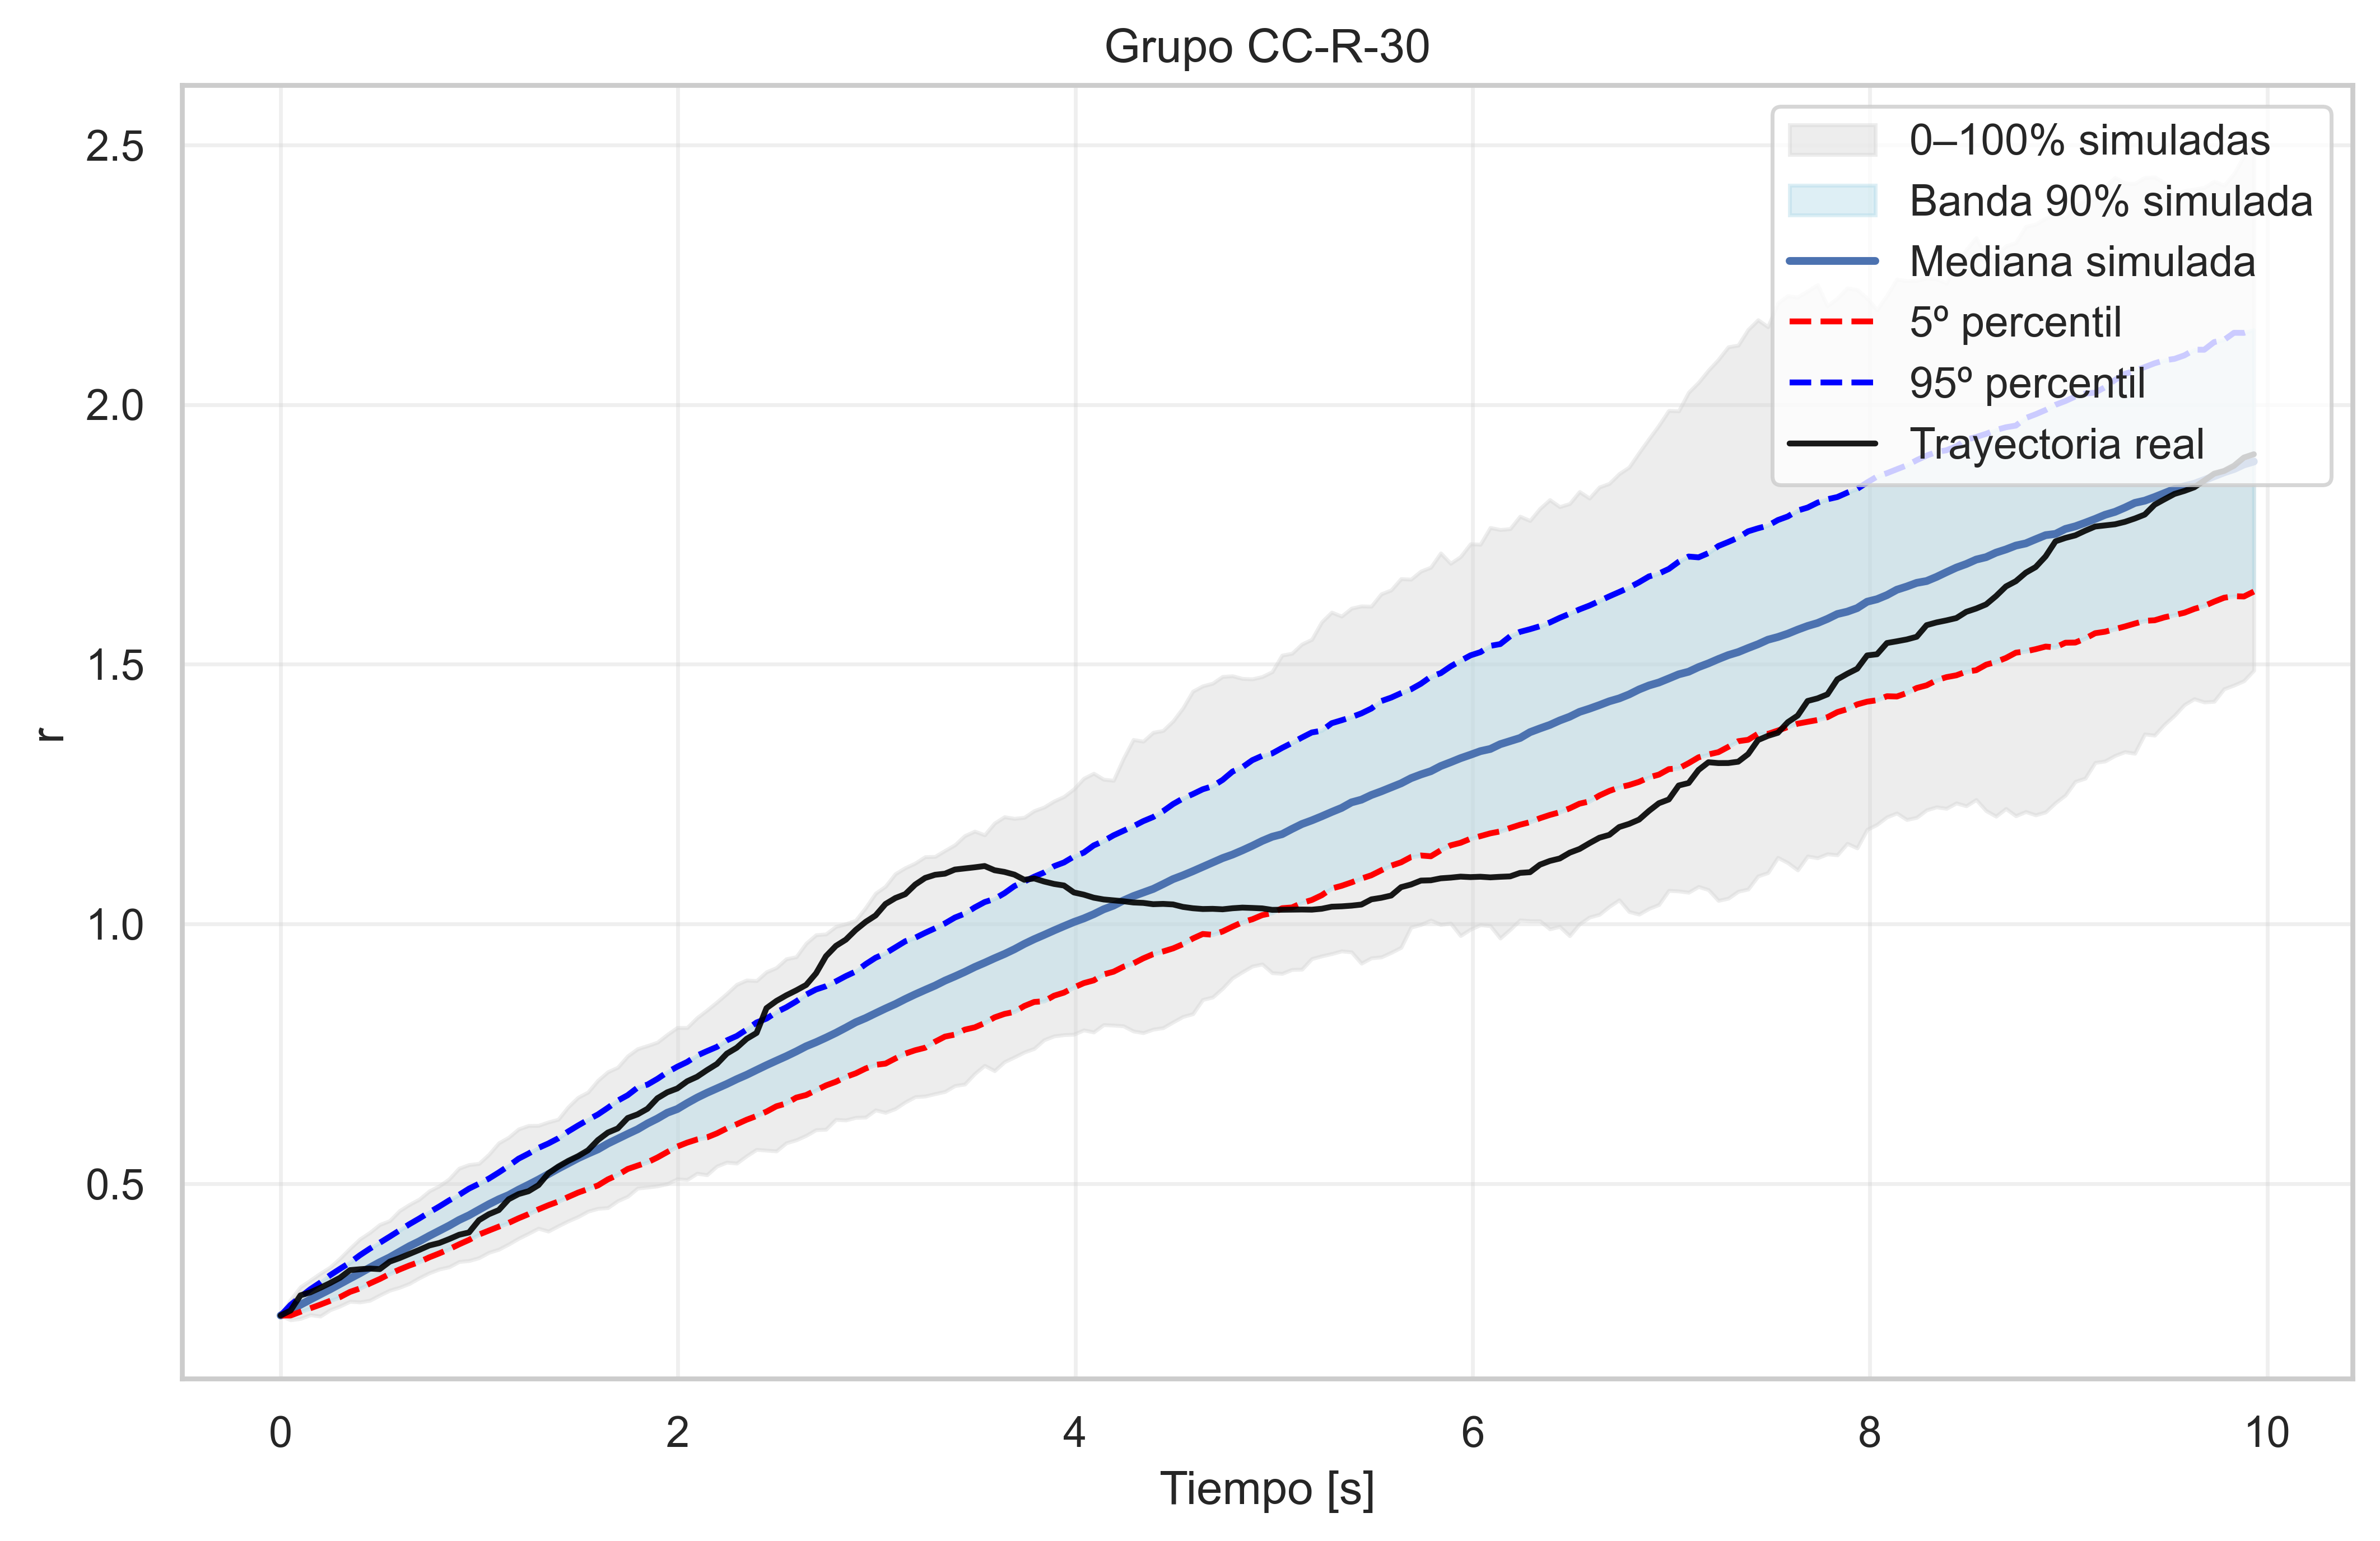 Grupo CC-R-30
2.5
2.0
1.5
1.0
0.5
r
0–100% simuladas
Banda 90% simulada
Mediana simulada
5º percentil
95º percentil
Trayectoria real
0 2 4 6 8 10
Tiempo [s]